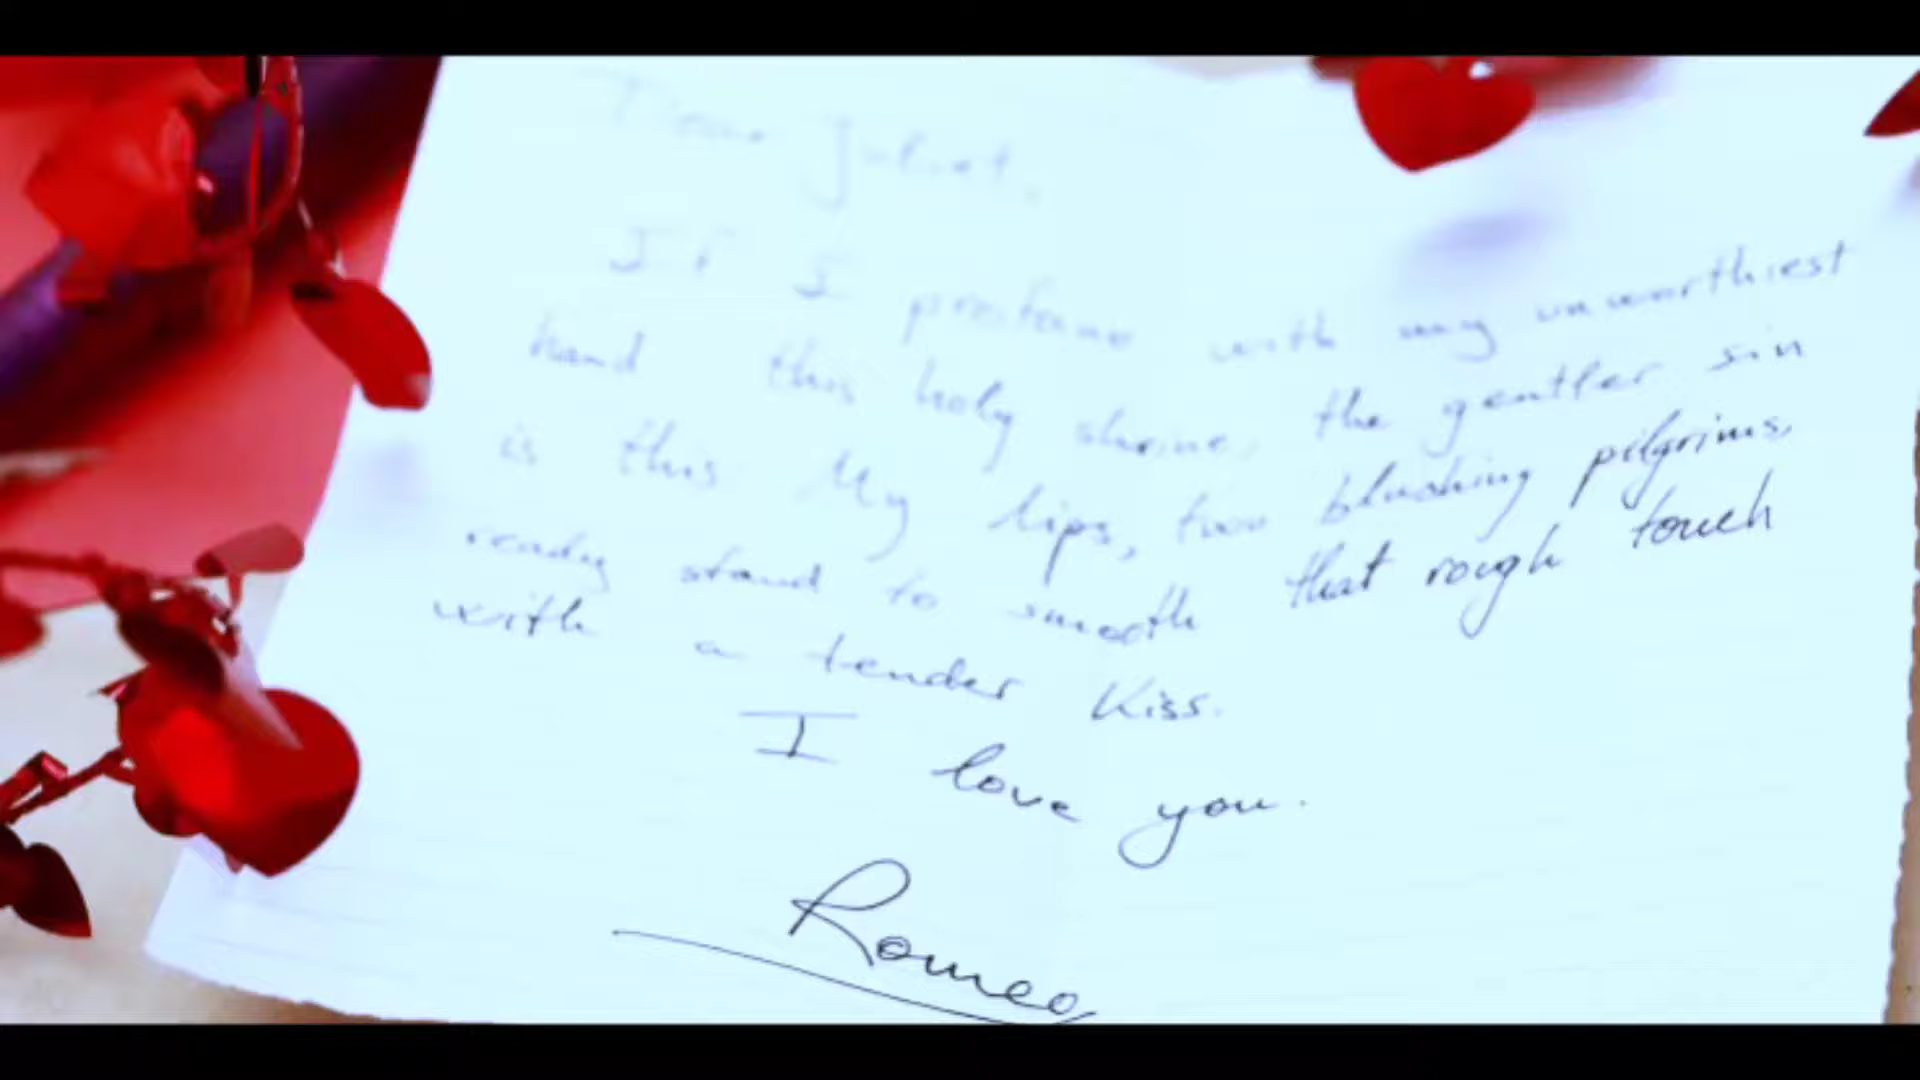 Dear Juliet,
If I profane with my unworthiest
hand this holy shrine, the gentler sin
is this My lips, two blushing pilgrims,
ready stand to smooth that rough touch
with a tender kiss.
I love you.
Romeo